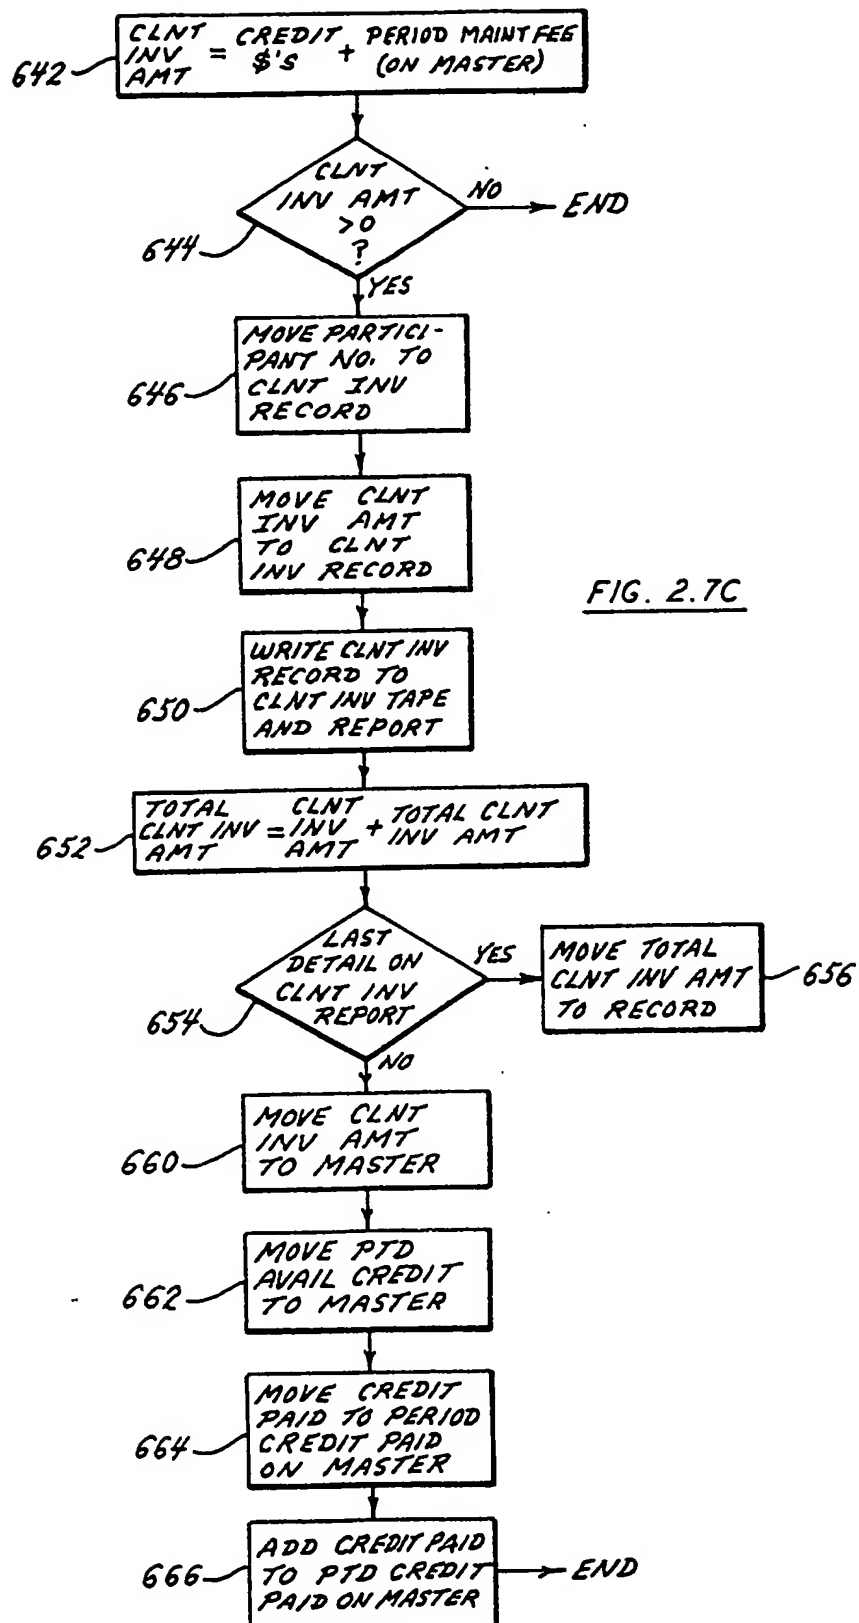 CLNT INV AMT = CREDIT $'S + PERIOD MAINT FEE (ON MASTER)
642
CLNT
INV AMT
>0
?
NO
END
644
YES
MOVE PARTICI-
PANT NO. TO
CLNT INV
RECORD
646
MOVE CLNT
INV AMT
TO CLNT
INV RECORD
648
FIG. 2.7C
WRITE CLNT INV
RECORD TO
CLNT INV TAPE
AND REPORT
650
TOTAL CLNT INV AMT = CLNT INV AMT + TOTAL CLNT INV AMT
652
LAST
DETAIL ON
CLNT INV
REPORT
654
YES
MOVE TOTAL
CLNT INV AMT
TO RECORD
656
NO
MOVE CLNT
INV AMT
TO MASTER
660
MOVE PTD
AVAIL CREDIT
TO MASTER
662
MOVE CREDIT
PAID TO PERIOD
CREDIT PAID
ON MASTER
664
ADD CREDIT PAID
TO PTD CREDIT
PAID ON MASTER
666
END